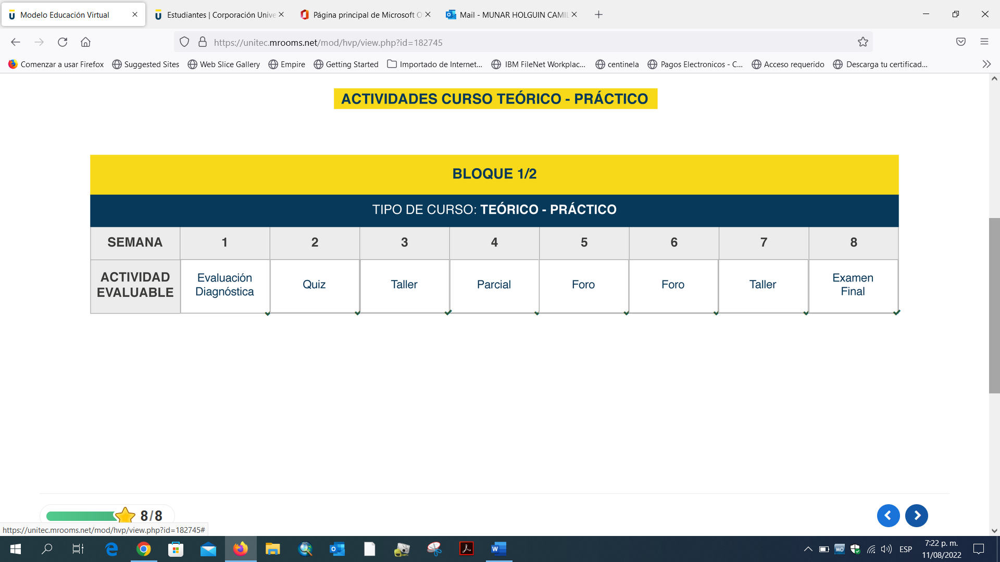 Modelo Educación Virtual
Estudiantes | Corporación Unive
Página principal de Microsoft O
Mail - MUNAR HOLGUIN CAMIL
https://unitec.mrooms.net/mod/hvp/view.php?id=182745
Comenzar a usar Firefox
Suggested Sites
Web Slice Gallery
Empire
Getting Started
Importado de Internet...
IBM FileNet Workplac...
centinela
Pagos Electronicos - C...
Acceso requerido
Descarga tu certificad...
ACTIVIDADES CURSO TEÓRICO - PRÁCTICO
BLOQUE 1/2
TIPO DE CURSO: TEÓRICO - PRÁCTICO
SEMANA 1 2 3 4 5 6 7 8
ACTIVIDAD
EVALUABLE
Evaluación
Diagnóstica
Quiz
Taller
Parcial
Foro
Foro
Taller
Examen
Final
8/8
https://unitec.mrooms.net/mod/hvp/view.php?id=182745#
MO
ESP
7:22 p. m.
11/08/2022